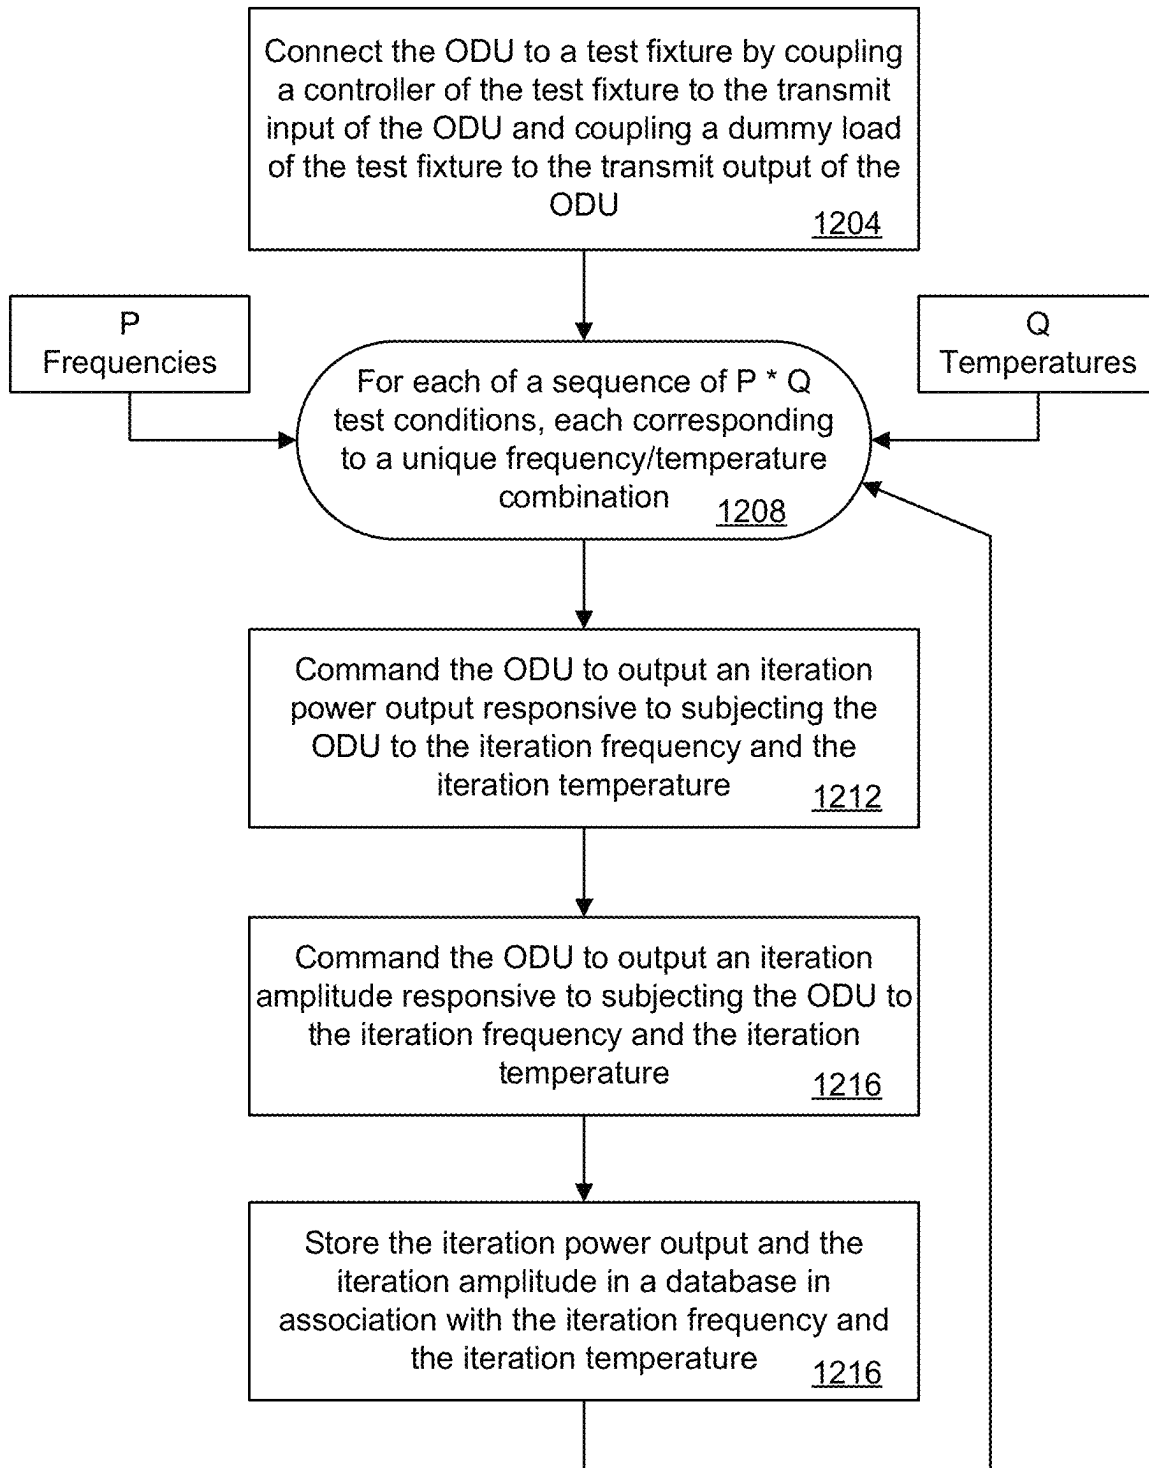 Connect the ODU to a test fixture by coupling
a controller of the test fixture to the transmit
input of the ODU and coupling a dummy load
of the test fixture to the transmit output of the
ODU
1204
P
Frequencies
Q
Temperatures
For each of a sequence of P * Q
test conditions, each corresponding
to a unique frequency/temperature
combination
1208
Command the ODU to output an iteration
power output responsive to subjecting the
ODU to the iteration frequency and the
iteration temperature
1212
Command the ODU to output an iteration
amplitude responsive to subjecting the ODU to
the iteration frequency and the iteration
temperature
1216
Store the iteration power output and the
iteration amplitude in a database in
association with the iteration frequency and
the iteration temperature
1216